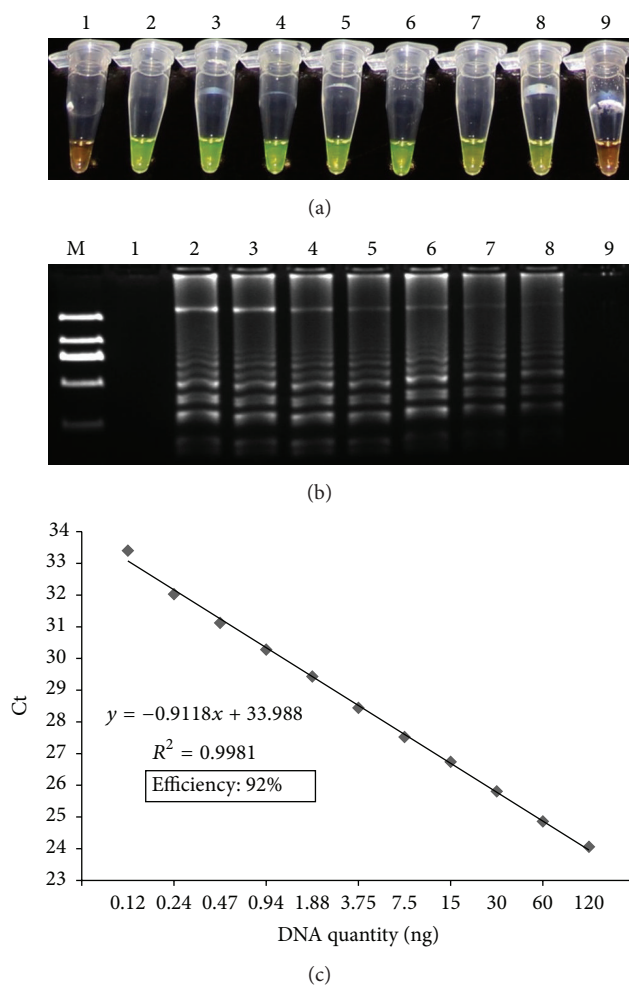 1 2 3 4 5 6 7 8 9
(a)
M 1 2 3 4 5 6 7 8 9
(b)
34
33
32
31
30
29
28
27
26
25
24
23
Ct
y = −0.9118x + 33.988
R² = 0.9981
Efficiency: 92%
0.12 0.24 0.47 0.94 1.88 3.75 7.5 15 30 60 120
DNA quantity (ng)
(c)